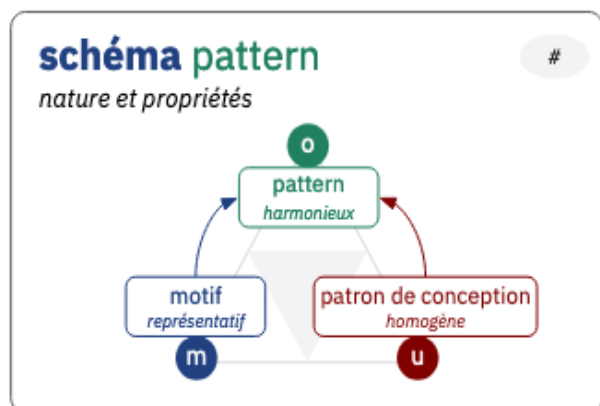 schéma pattern
#
nature et propriétés
o
pattern
harmonieux
motif
représentatif
m
patron de conception
homogène
u